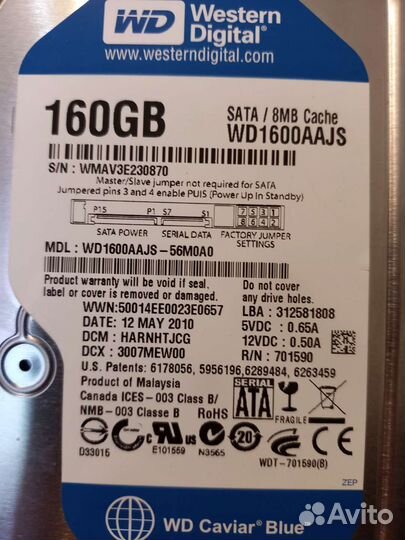 WD Western Digital®
www.westerndigital.com
160GB
SATA / 8MB Cache
WD1600AAJS
S/N: WMAV3E230870
Master/Slave jumper not required for SATA
Jumpered pins 3 and 4 enable PUIS (Power Up In Standby)
P15 P1 S7 S1
7 5 3 1
8 6 4 2
SATA POWER SERIAL DATA FACTORY JUMPER SETTINGS
MDL: WD1600AAJS-56M0A0
Product warranty will be void if seal, label or cover is removed or damaged.
Do not cover any drive holes.
WWN:50014EE0023E0657
DATE: 12 MAY 2010
DCM: HARNHTJCG
DCX: 3007MEW00
LBA: 312581808
5VDC: 0.65A
12VDC: 0.50A
R/N: 701590
U.S. Patents: 6178056, 5956196, 6289484, 6263459
Product of Malaysia
Canada ICES-003 Class B/
NMB-003 Class B RoHS
SERIAL ATA
FRAGILE
D33015
E101559
N3565
20
WDT-701590(B)
ZEP
WD Caviar® Blue™
Avito